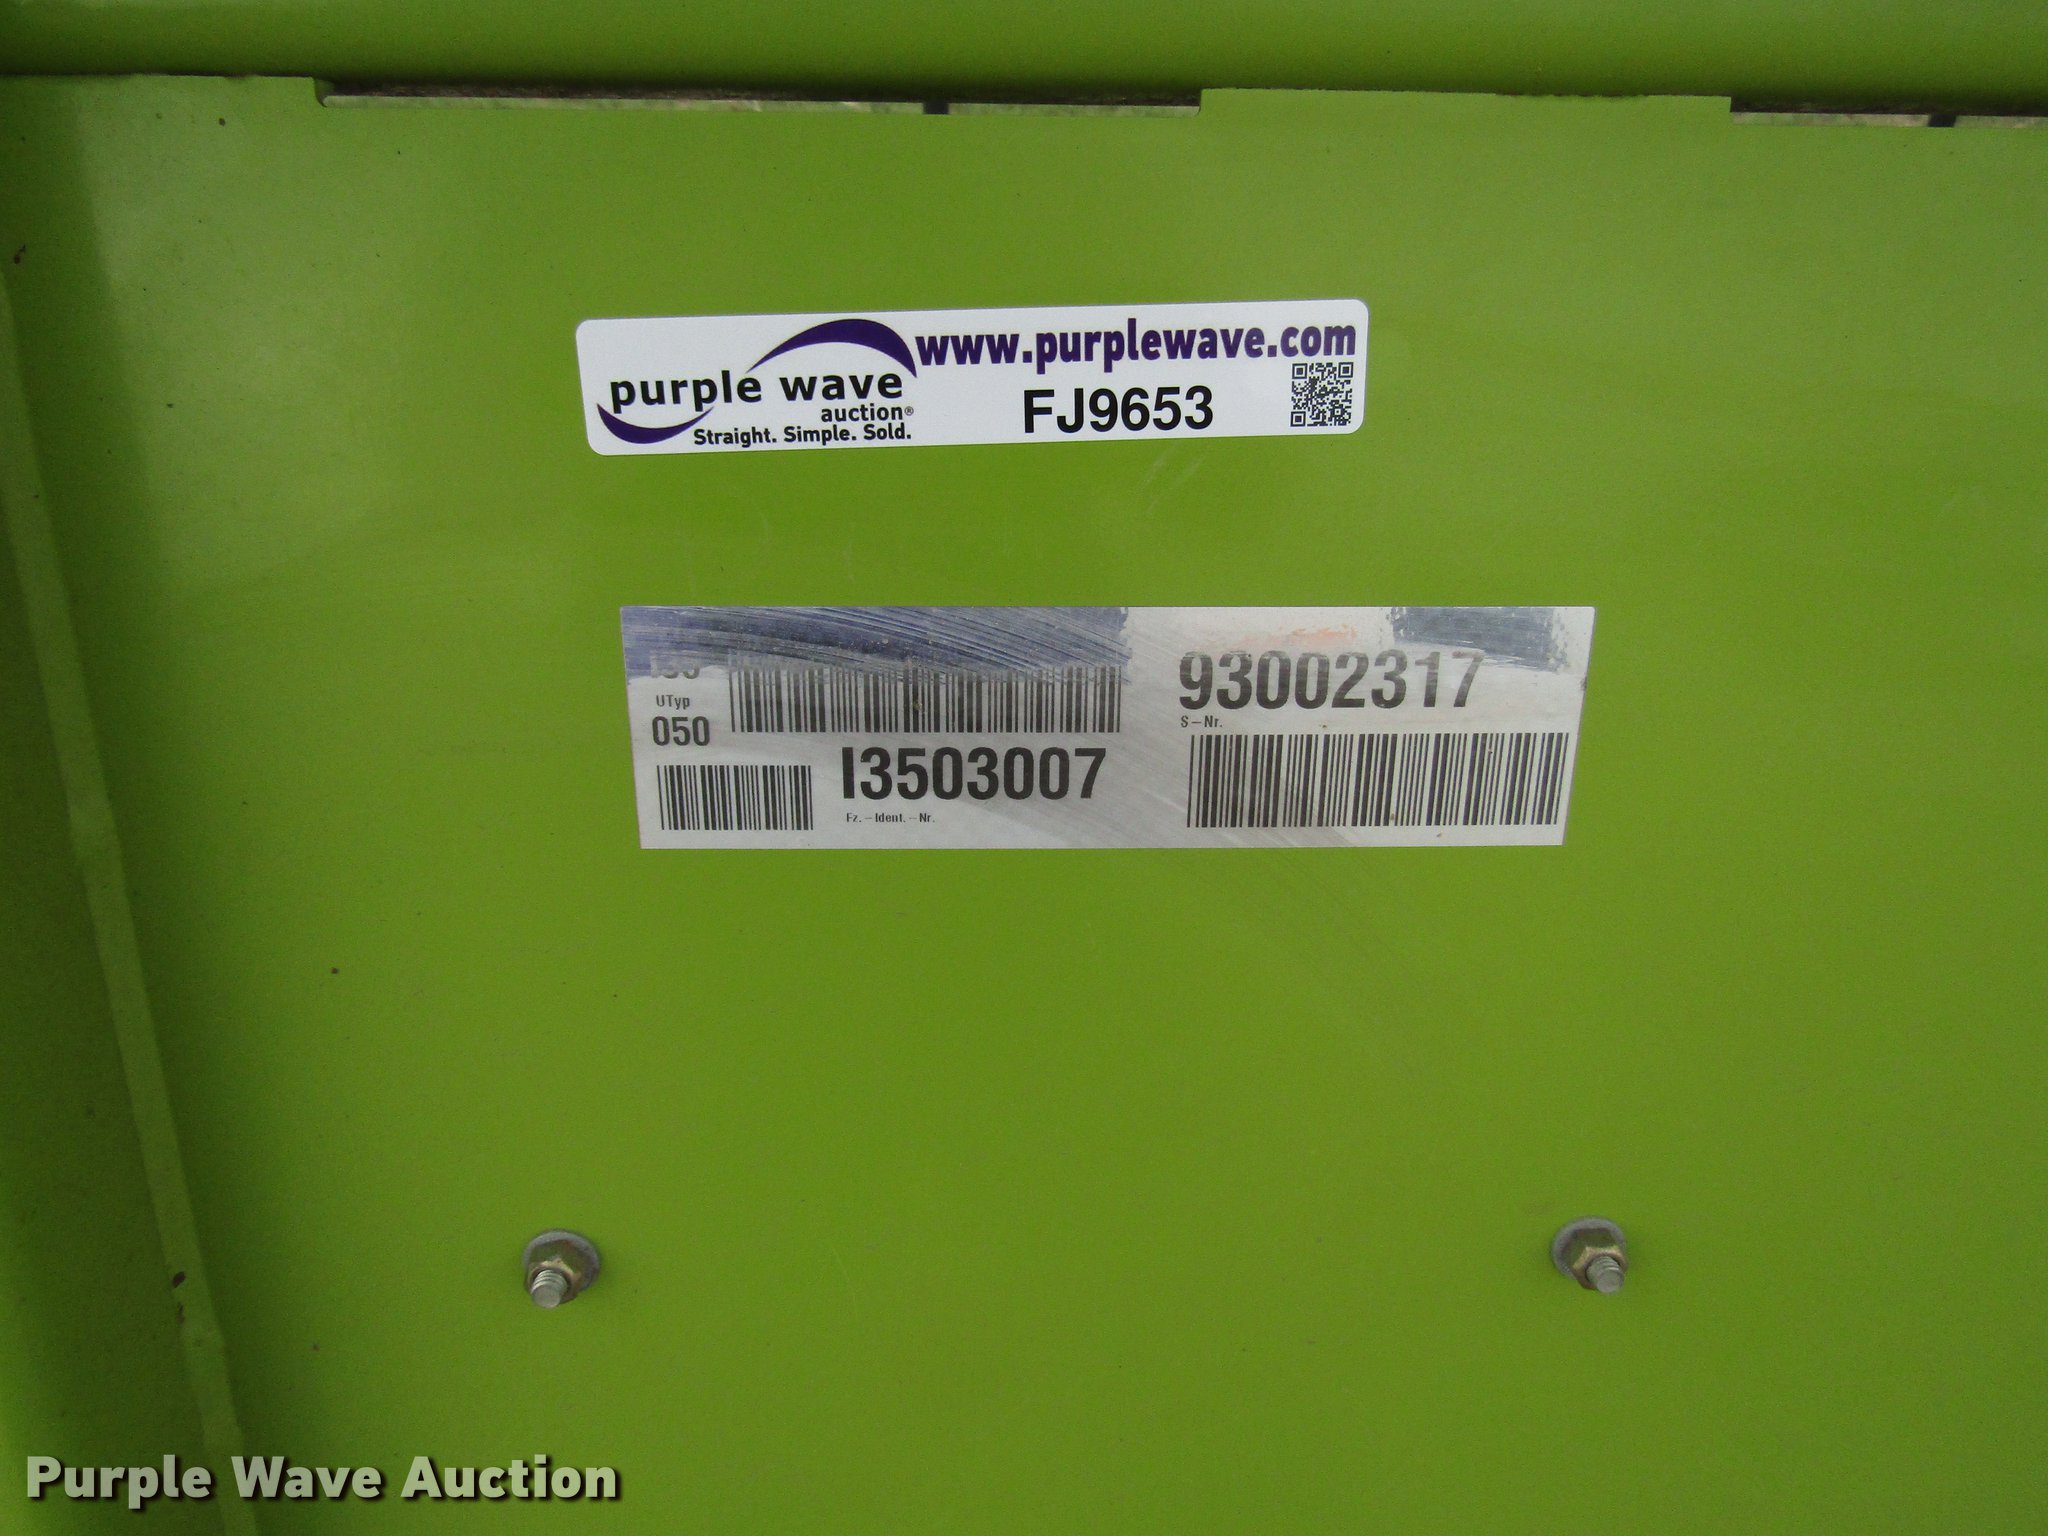 www.purplewave.com
purple wave
auction®
Straight. Simple. Sold.
FJ9653
UTyp
050
I3503007
Fz.-Ident.-Nr.
93002317
S-Nr.
Purple Wave Auction